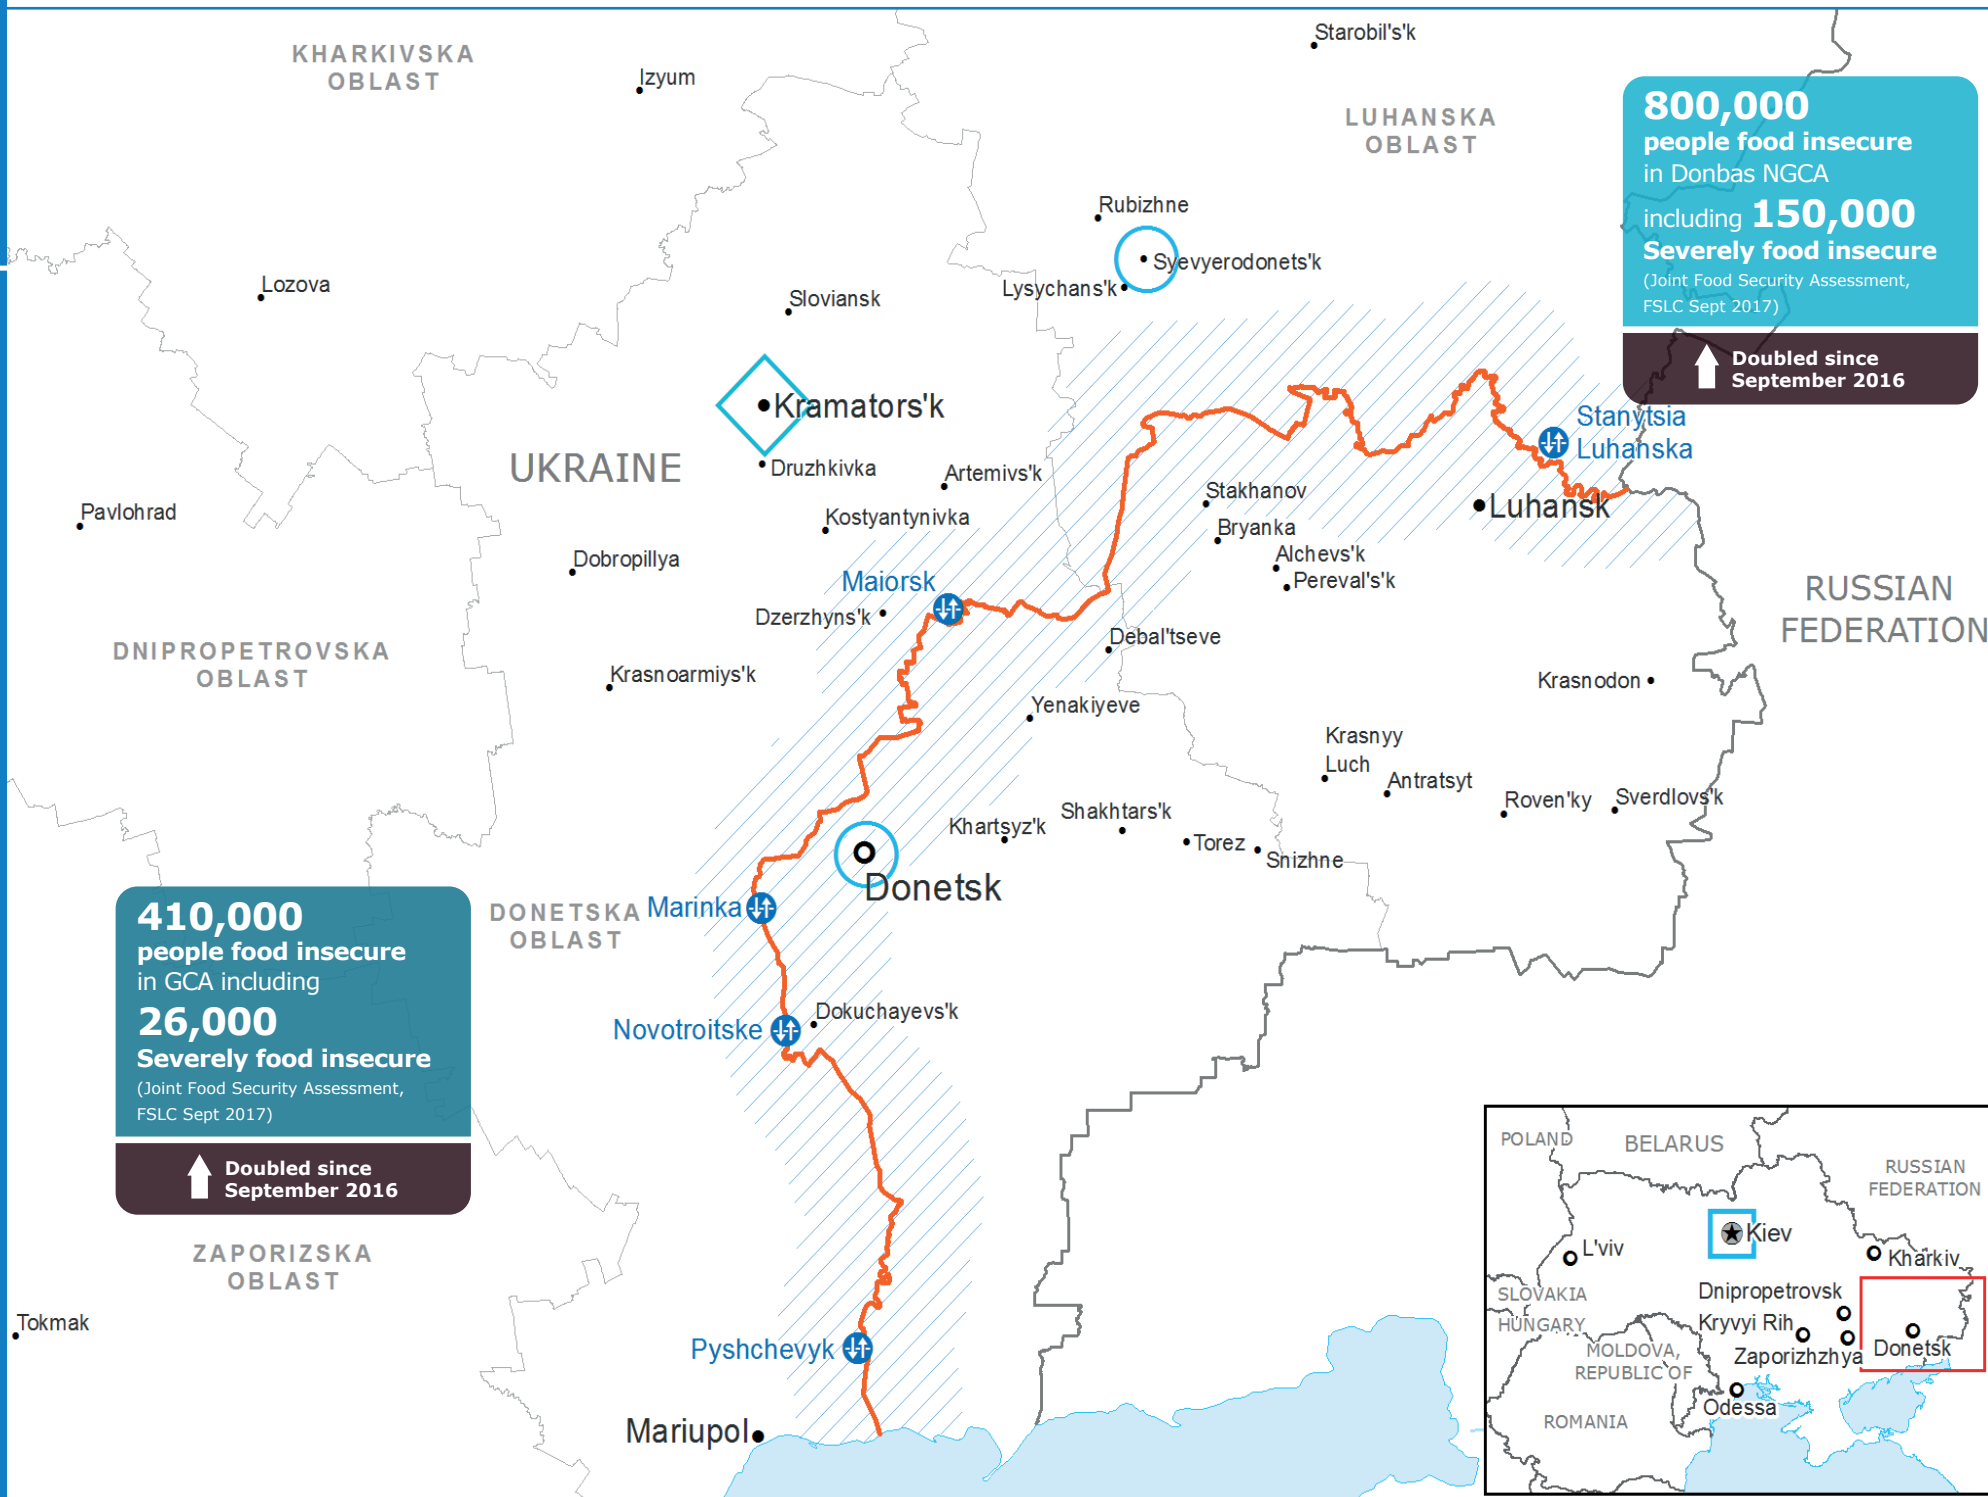 KHARKIVSKA
OBLAST
Izyum
Starobil's'k
LUHANSKA
OBLAST
800,000
people food insecure
in Donbas NGCA
including 150,000
Severely food insecure
(Joint Food Security Assessment,
FSLC Sept 2017)
Doubled since
September 2016
Rubizhne
Syevyerodonets'k
Lysychans'k
Lozova
Sloviansk
Kramators'k
Stanytsia
Luhanska
UKRAINE
Druzhkivka
Artemivs'k
Stakhanov
Luhansk
Pavlohrad
Kostyantynivka
Bryanka
Alchevs'k
Dobropillya
Maiorsk
Pereval's'k
RUSSIAN
FEDERATION
Dzerzhyns'k
Debal'tseve
DNIPROPETROVSKA
OBLAST
Krasnoarmiys'k
Krasnodon
Yenakiyeve
Krasnyy
Luch
Antratsyt
Roven'ky
Sverdlovs'k
Shakhtars'k
Khartsyz'k
Torez
Snizhne
Donetsk
410,000
people food insecure
in GCA including
26,000
Severely food insecure
(Joint Food Security Assessment,
FSLC Sept 2017)
Doubled since
September 2016
DONETSKA
OBLAST
Marinka
Dokuchayevs'k
Novotroitske
ZAPORIZSKA
OBLAST
Tokmak
Pyshchevyk
Mariupol
POLAND
BELARUS
RUSSIAN
FEDERATION
Kiev
L'viv
Kharkiv
SLOVAKIA
Dnipropetrovsk
HUNGARY
Kryvyi Rih
MOLDOVA,
REPUBLIC OF
Zaporizhzhya
Donetsk
Odessa
ROMANIA